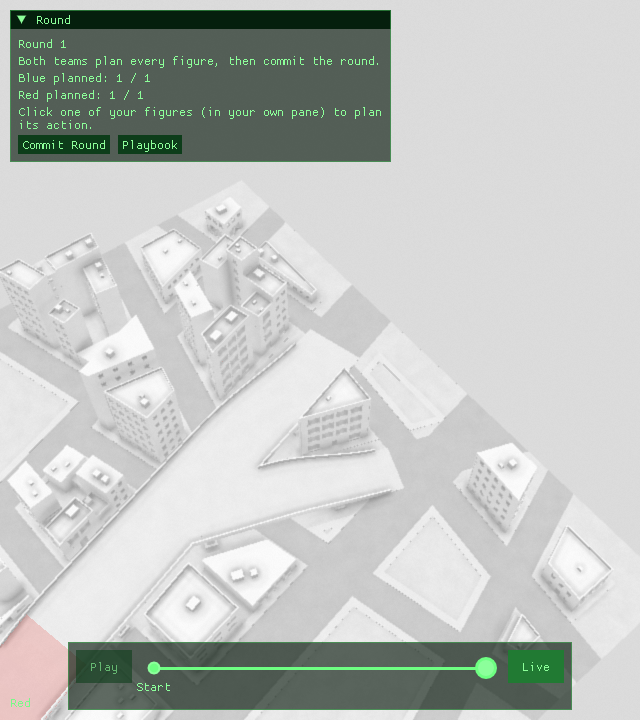 Round
Round 1
Both teams plan every figure, then commit the round.
Blue planned: 1 / 1
Red planned: 1 / 1
Click one of your figures (in your own pane) to plan
its action.
Commit Round
Playbook
Play
Live
Start
Red